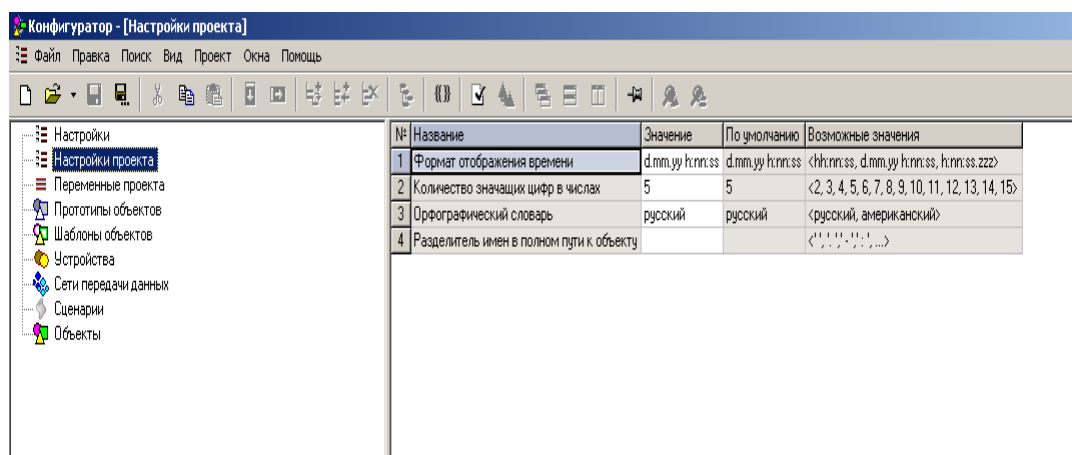 Конфигуратор - [Настройки проекта]
Файл Правка Поиск Вид Проект Окна Помощь
Настройки
Настройки проекта
Переменные проекта
Прототипы объектов
Шаблоны объектов
Устройства
Сети передачи данных
Сценарии
Объекты
№ Название Значение По умолчанию Возможные значения
1 Формат отображения времени d.mm.yy h:nn:ss d.mm.yy h:nn:ss <hh:nn:ss, d.mm.yy h:nn:ss, h:nn:ss.zzz>
2 Количество значащих цифр в числах 5 5 <2, 3, 4, 5, 6, 7, 8, 9, 10, 11, 12, 13, 14, 15>
3 Орфографический словарь русский русский <русский, американский>
4 Разделитель имен в полном пути к объекту <' ', '.', '-', ':', ...>